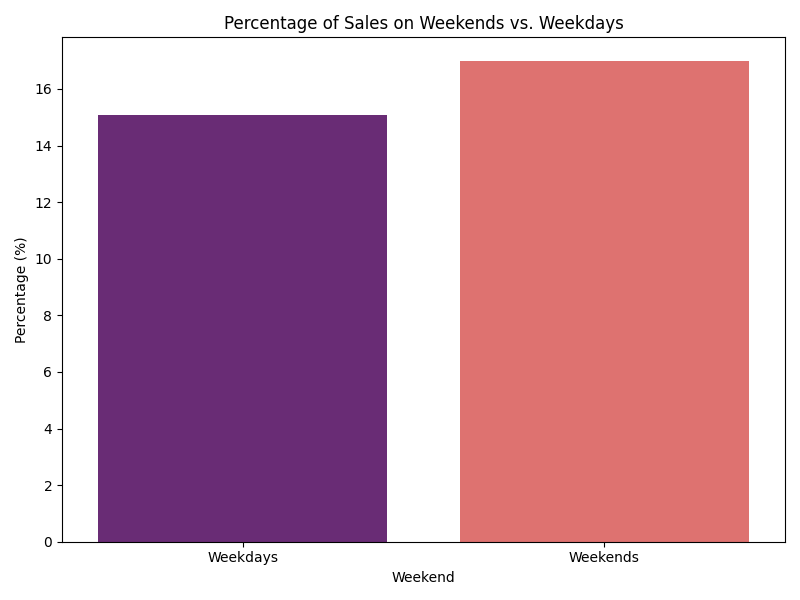 Percentage of Sales on Weekends vs. Weekdays
Percentage (%)
16
14
12
10
8
6
4
2
0
Weekdays Weekends
Weekend